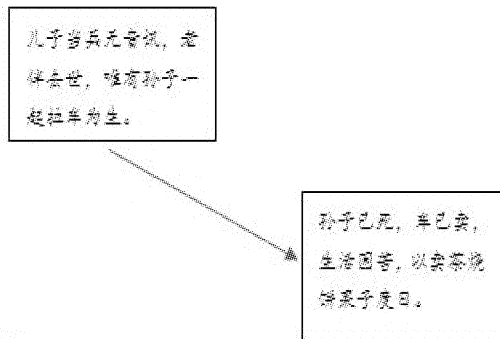 儿子当兵无音讯，老
伴去世，唯有孙子一
起拉车为生。
孙子已死，车已卖，
生活困苦，以卖茶烧
饼果子度日。